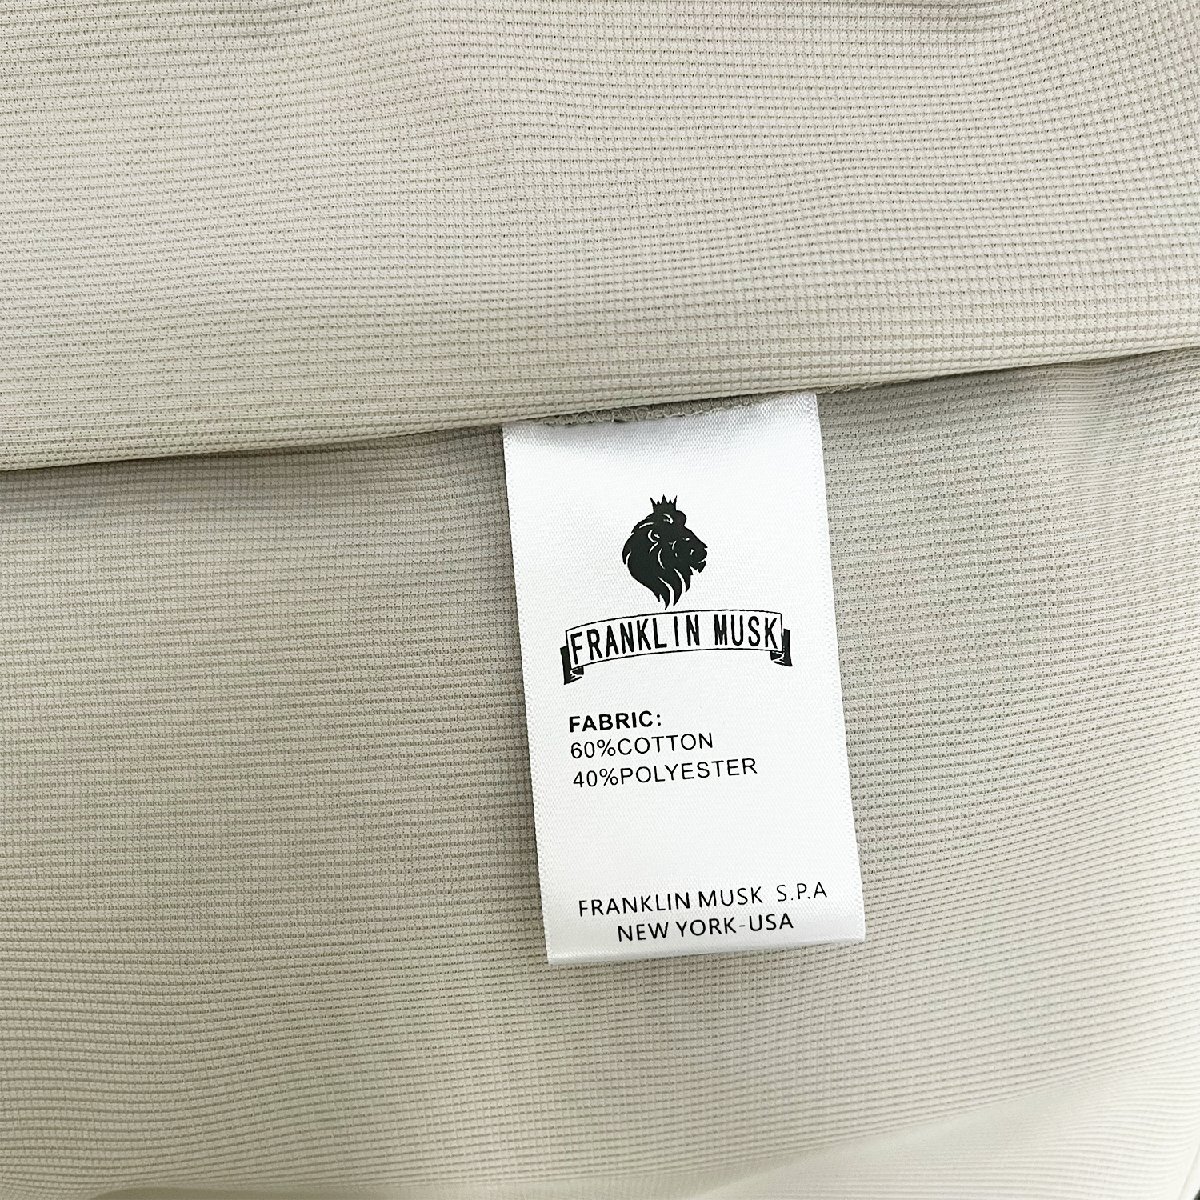 FRANKLIN MUSK
FABRIC:
60%COTTON
40%POLYESTER
FRANKLIN MUSK S.P.A
NEW YORK-USA